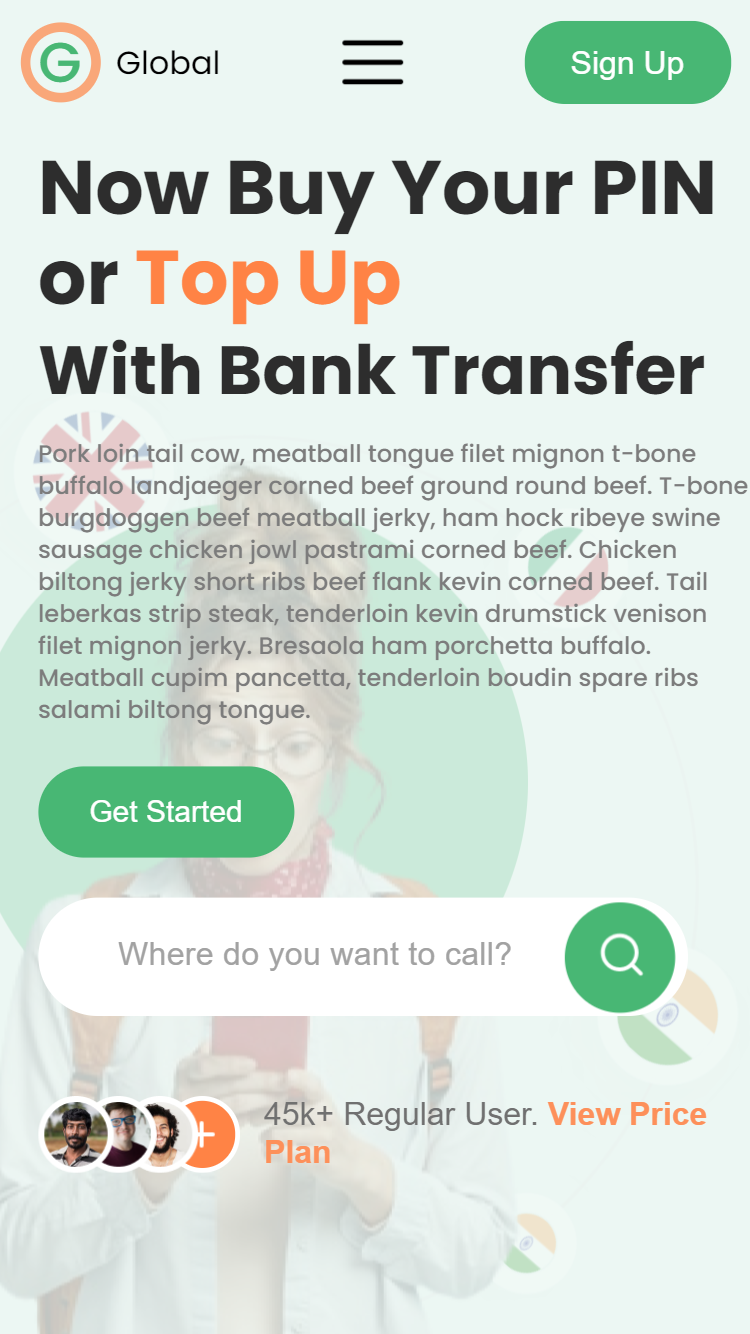 G Global
Sign Up
Now Buy Your PIN
or Top Up
With Bank Transfer
Pork loin tail cow, meatball tongue filet mignon t-bone
buffalo landjaeger corned beef ground round beef. T-bone
burgdoggen beef meatball jerky, ham hock ribeye swine
sausage chicken jowl pastrami corned beef. Chicken
biltong jerky short ribs beef flank kevin corned beef. Tail
leberkas strip steak, tenderloin kevin drumstick venison
filet mignon jerky. Bresaola ham porchetta buffalo.
Meatball cupim pancetta, tenderloin boudin spare ribs
salami biltong tongue.
Get Started
Where do you want to call?
45k+ Regular User. View Price
Plan